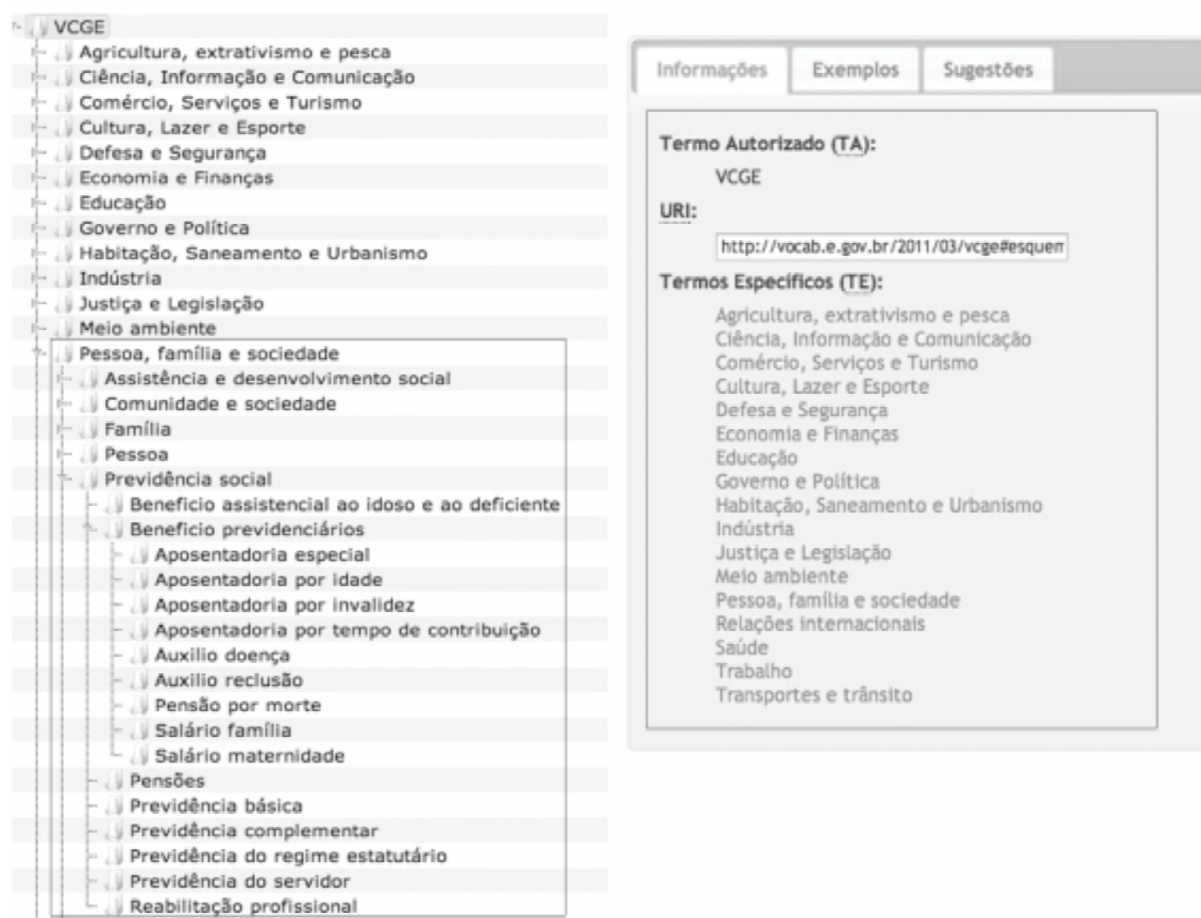 VCGE
Agricultura, extrativismo e pesca
Ciência, Informação e Comunicação
Comércio, Serviços e Turismo
Cultura, Lazer e Esporte
Defesa e Segurança
Economia e Finanças
Educação
Governo e Política
Habitação, Saneamento e Urbanismo
Indústria
Justiça e Legislação
Meio ambiente
Pessoa, família e sociedade
Assistência e desenvolvimento social
Comunidade e sociedade
Família
Pessoa
Previdência social
Beneficio assistencial ao idoso e ao deficiente
Beneficio previdenciários
Aposentadoria especial
Aposentadoria por idade
Aposentadoria por invalidez
Aposentadoria por tempo de contribuição
Auxilio doença
Auxilio reclusão
Pensão por morte
Salário família
Salário maternidade
Pensões
Previdência básica
Previdência complementar
Previdência do regime estatutário
Previdência do servidor
Reabilitação profissional
Informações
Exemplos
Sugestões
Termo Autorizado (TA):
VCGE
URI:
http://vocab.e.gov.br/2011/03/vcge#esquem
Termos Específicos (TE):
Agricultura, extrativismo e pesca
Ciência, Informação e Comunicação
Comércio, Serviços e Turismo
Cultura, Lazer e Esporte
Defesa e Segurança
Economia e Finanças
Educação
Governo e Política
Habitação, Saneamento e Urbanismo
Indústria
Justiça e Legislação
Meio ambiente
Pessoa, família e sociedade
Relações internacionais
Saúde
Trabalho
Transportes e trânsito